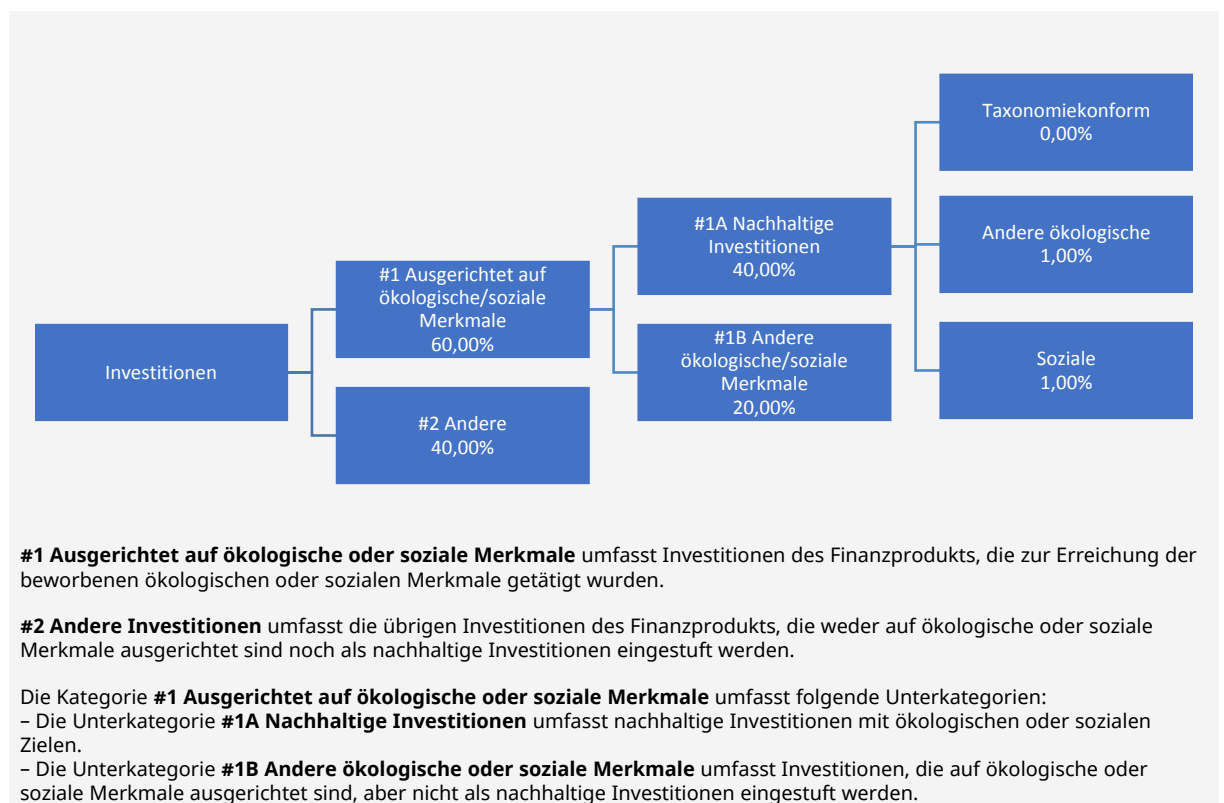 Investitionen
#1 Ausgerichtet auf
ökologische/soziale
Merkmale
60,00%
#2 Andere
40,00%
#1A Nachhaltige
Investitionen
40,00%
#1B Andere
ökologische/soziale
Merkmale
20,00%
Taxonomiekonform
0,00%
Andere ökologische
1,00%
Soziale
1,00%
#1 Ausgerichtet auf ökologische oder soziale Merkmale umfasst Investitionen des Finanzprodukts, die zur Erreichung der
beworbenen ökologischen oder sozialen Merkmale getätigt wurden.
#2 Andere Investitionen umfasst die übrigen Investitionen des Finanzprodukts, die weder auf ökologische oder soziale
Merkmale ausgerichtet sind noch als nachhaltige Investitionen eingestuft werden.
Die Kategorie #1 Ausgerichtet auf ökologische oder soziale Merkmale umfasst folgende Unterkategorien:
– Die Unterkategorie #1A Nachhaltige Investitionen umfasst nachhaltige Investitionen mit ökologischen oder sozialen
Zielen.
– Die Unterkategorie #1B Andere ökologische oder soziale Merkmale umfasst Investitionen, die auf ökologische oder
soziale Merkmale ausgerichtet sind, aber nicht als nachhaltige Investitionen eingestuft werden.